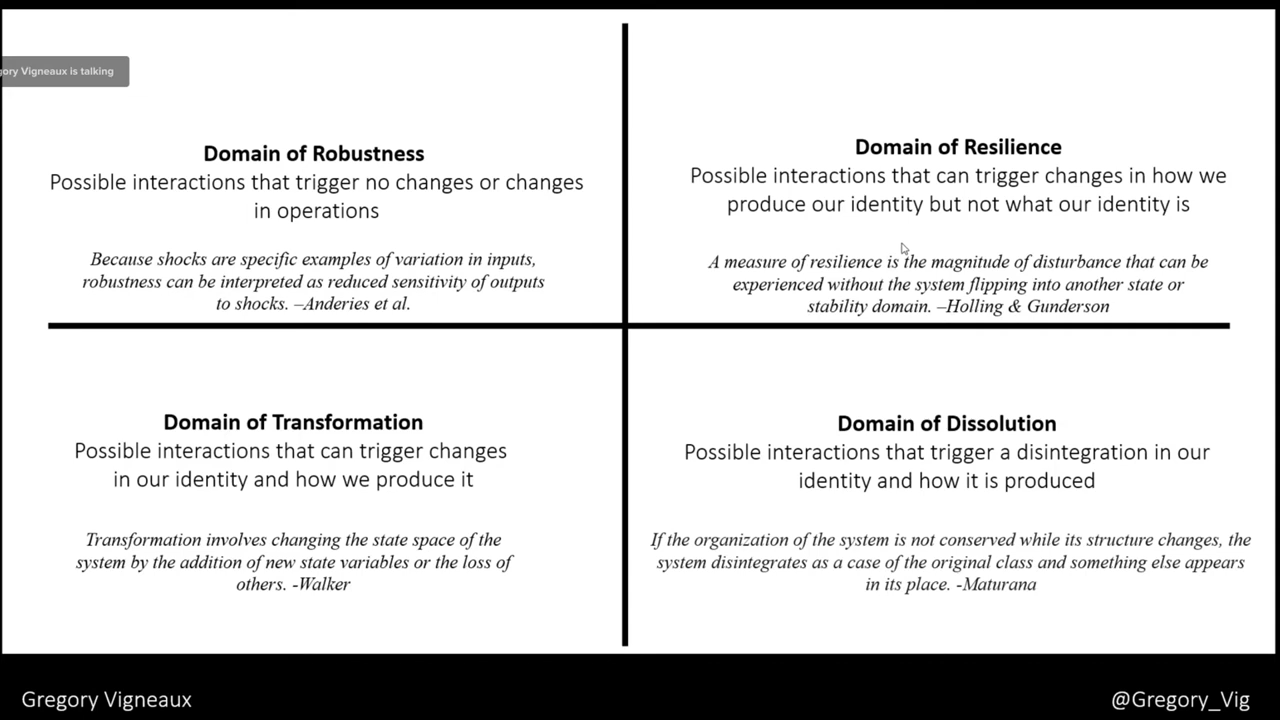 gory Vigneaux is talking
Domain of Robustness
Possible interactions that trigger no changes or changes
in operations
Because shocks are specific examples of variation in inputs,
robustness can be interpreted as reduced sensitivity of outputs
to shocks. –Anderies et al.
Domain of Resilience
Possible interactions that can trigger changes in how we
produce our identity but not what our identity is
A measure of resilience is the magnitude of disturbance that can be
experienced without the system flipping into another state or
stability domain. –Holling & Gunderson
Domain of Transformation
Possible interactions that can trigger changes
in our identity and how we produce it
Transformation involves changing the state space of the
system by the addition of new state variables or the loss of
others. -Walker
Domain of Dissolution
Possible interactions that trigger a disintegration in our
identity and how it is produced
If the organization of the system is not conserved while its structure changes, the
system disintegrates as a case of the original class and something else appears
in its place. -Maturana
Gregory Vigneaux
@Gregory_Vig